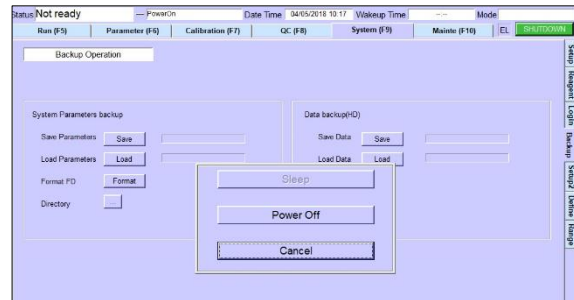 Status Not ready --- PowerOn Date Time 04/05/2018 10:17 Wakeup Time --:-- Mode
Run (F5) Parameter (F6) Calibration (F7) QC (F8) System (F9) Mainte (F10) EL SHUTDOWN
Backup Operation
System Parameters backup
Save Parameters Save
Load Parameters Load
Format FD Format
Directory ...
Data backup(HD)
Save Data Save
Load Data Load
Sleep
Power Off
Cancel
Setup
Reagent
Login
Backup
Setup2
Define
Range